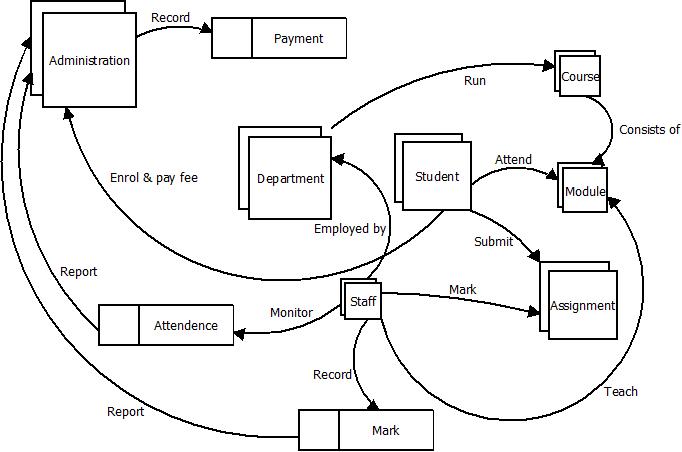 Record
Payment
Administration
Course
Run
Consists of
Attend
Enrol & pay fee
Department
Student
Module
Employed by
Submit
Report
Staff
Mark
Assignment
Monitor
Attendence
Record
Teach
Report
Mark